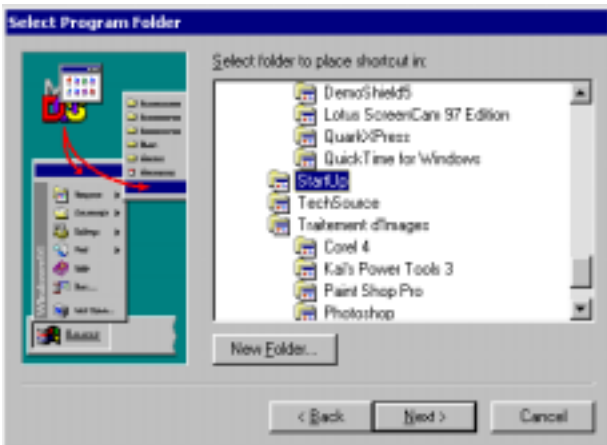 Select Program Folder
Select folder to place shortcut in:
DemoShield5
Lotus ScreenCam 97 Edition
QuarkXPress
QuickTime for Windows
StartUp
TechSource
Traitement d'Images
Corel 4
Kai's Power Tools 3
Paint Shop Pro
Photoshop
New Folder...
< Back
Next >
Cancel